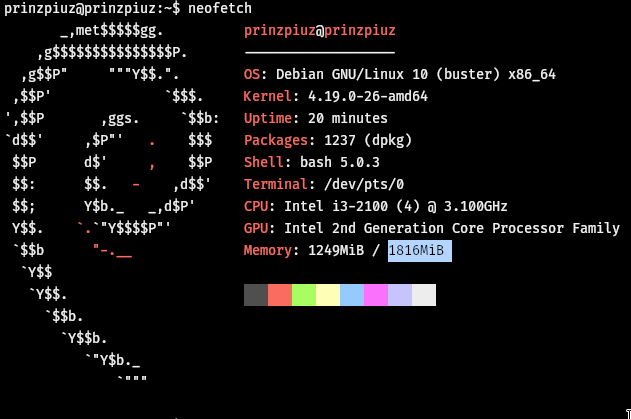 prinzpiuz@prinzpiuz:~$ neofetch
       _,met$$$$$gg.          prinzpiuz@prinzpiuz
    ,g$$$$$$$$$$$$$$$P.       -------------------
  ,g$$P"     """Y$$.".        OS: Debian GNU/Linux 10 (buster) x86_64
 ,$$P'              `$$$.     Kernel: 4.19.0-26-amd64
',$$P       ,ggs.     `$$b:   Uptime: 20 minutes
`d$$'     ,$P"'   .    $$$    Packages: 1237 (dpkg)
 $$P      d$'     ,    $$P    Shell: bash 5.0.3
 $$:      $$.   -    ,d$$'    Terminal: /dev/pts/0
 $$;      Y$b._   _,d$P'      CPU: Intel i3-2100 (4) @ 3.100GHz
 Y$$.    `.`"Y$$$$P"'         GPU: Intel 2nd Generation Core Processor Family
 `$$b      "-.__              Memory: 1249MiB / 1816MiB
  `Y$$
   `Y$$.
     `$$b.
       `Y$$b.
          `"Y$b._
              `"""